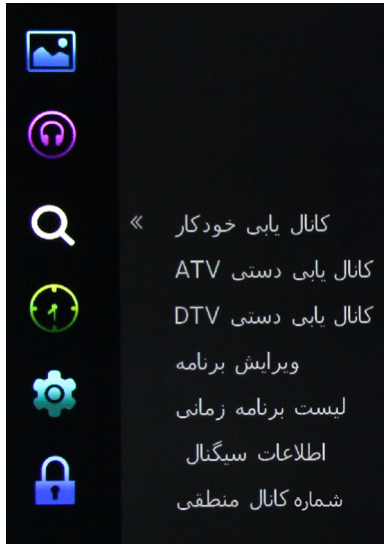 » کانال یابی خودکار
کانال یابی دستی ATV
کانال یابی دستی DTV
ویرایش برنامه
لیست برنامه زمانی
اطلاعات سیگنال
شماره کانال منطقی